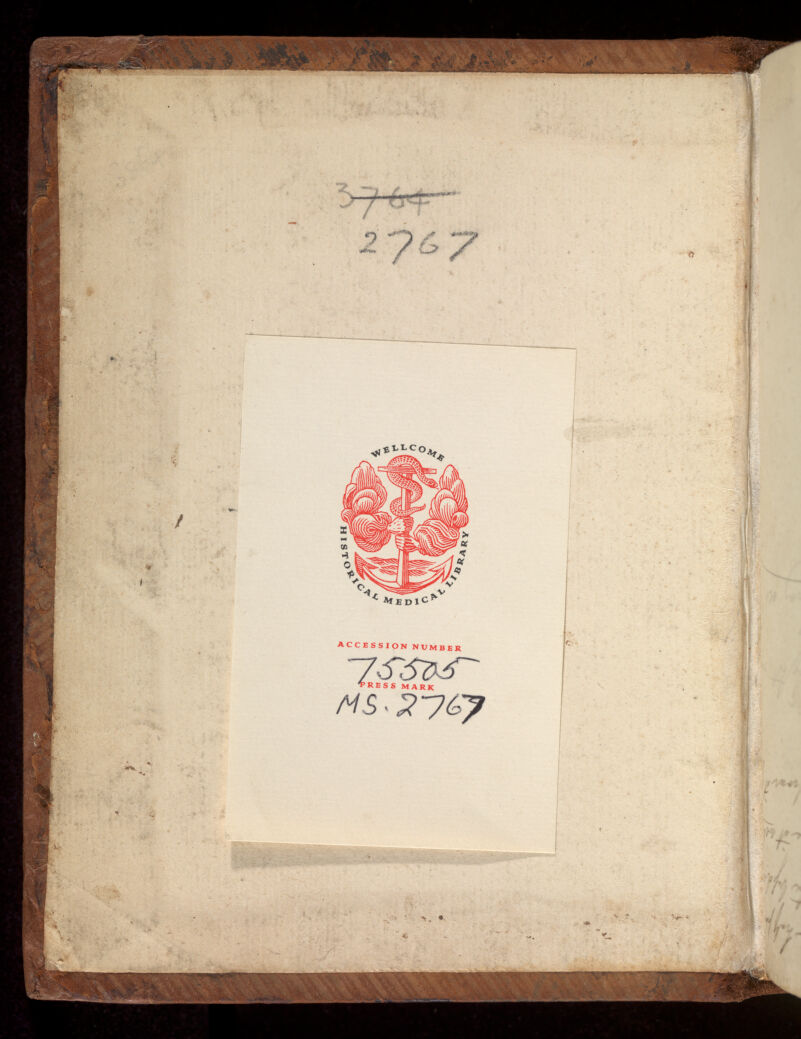 3764
2767
WELLCOME
HISTORICAL MEDICAL LIBRARY
ACCESSION NUMBER
75505
PRESS MARK
MS. 2767